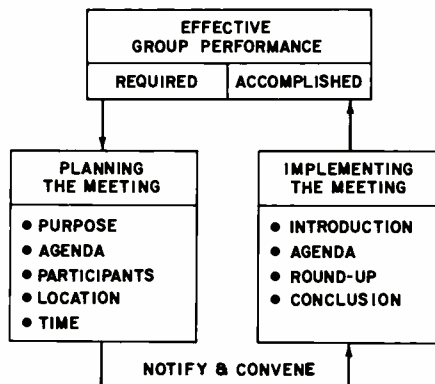 EFFECTIVE
GROUP PERFORMANCE
REQUIRED
ACCOMPLISHED
PLANNING
THE MEETING
● PURPOSE
● AGENDA
● PARTICIPANTS
● LOCATION
● TIME
IMPLEMENTING
THE MEETING
● INTRODUCTION
● AGENDA
● ROUND-UP
● CONCLUSION
NOTIFY & CONVENE